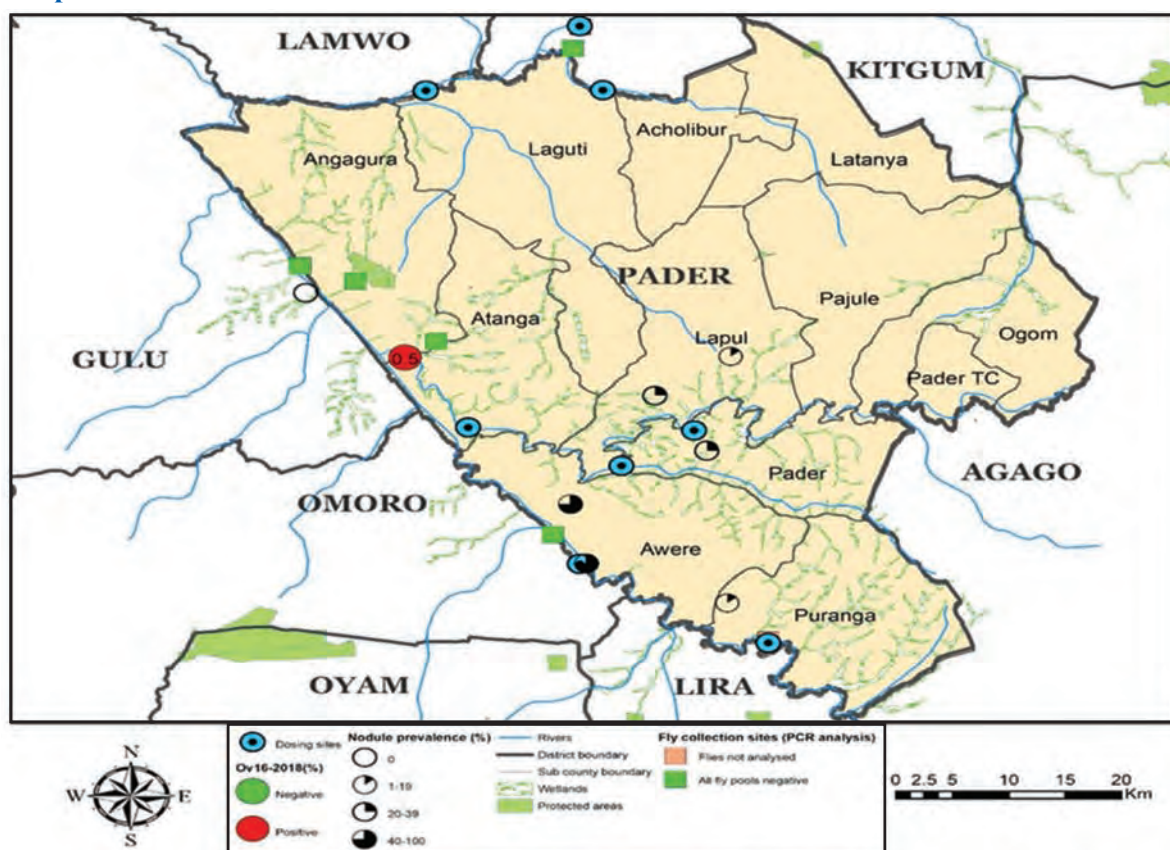 LAMWO
KITGUM
Acholibur
Angagura
Laguti
Latanya
PADER
Atanga
Pajule
GULU
Lapul
Ogom
0.5
Pader TC
AGAGO
Pader
OMORO
Awere
Puranga
OYAM
LIRA
N
W E
S
Dosing sites
Ov16-2018(%)
Negative
Positive
Nodule prevalence (%)
0
1-19
20-39
40-100
Rivers
District boundary
Sub county boundary
Wetlands
Protected areas
Fly collection sites (PCR analysis)
Flies not analysed
All fly pools negative
0 2.5 5 10 15 20
Km